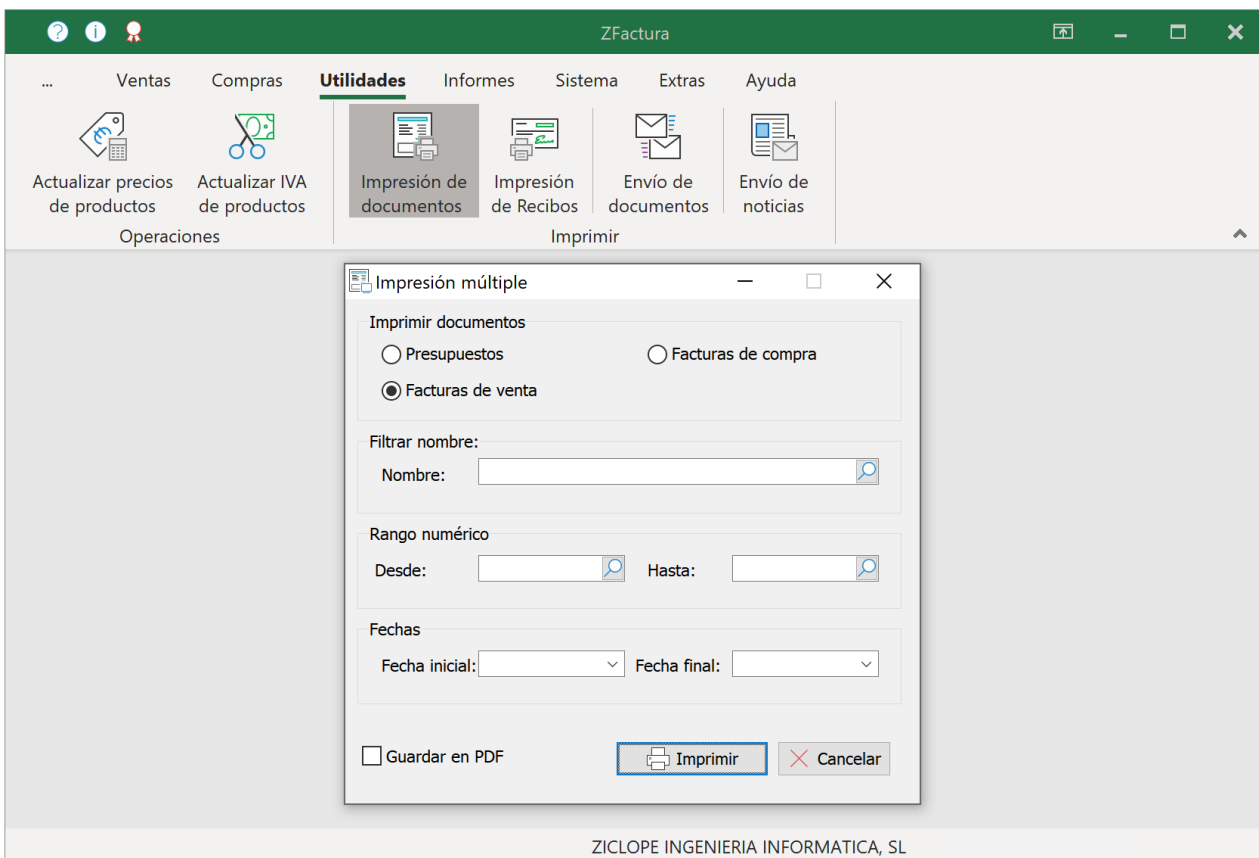 ZFactura
... Ventas Compras Utilidades Informes Sistema Extras Ayuda
Actualizar precios de productos
Actualizar IVA de productos
Impresión de documentos
Impresión de Recibos
Envío de documentos
Envío de noticias
Operaciones
Imprimir
Impresión múltiple
Imprimir documentos
Presupuestos
Facturas de compra
Facturas de venta
Filtrar nombre:
Nombre:
Rango numérico
Desde:
Hasta:
Fechas
Fecha inicial:
Fecha final:
Guardar en PDF
Imprimir
Cancelar
ZICLOPE INGENIERIA INFORMATICA, SL